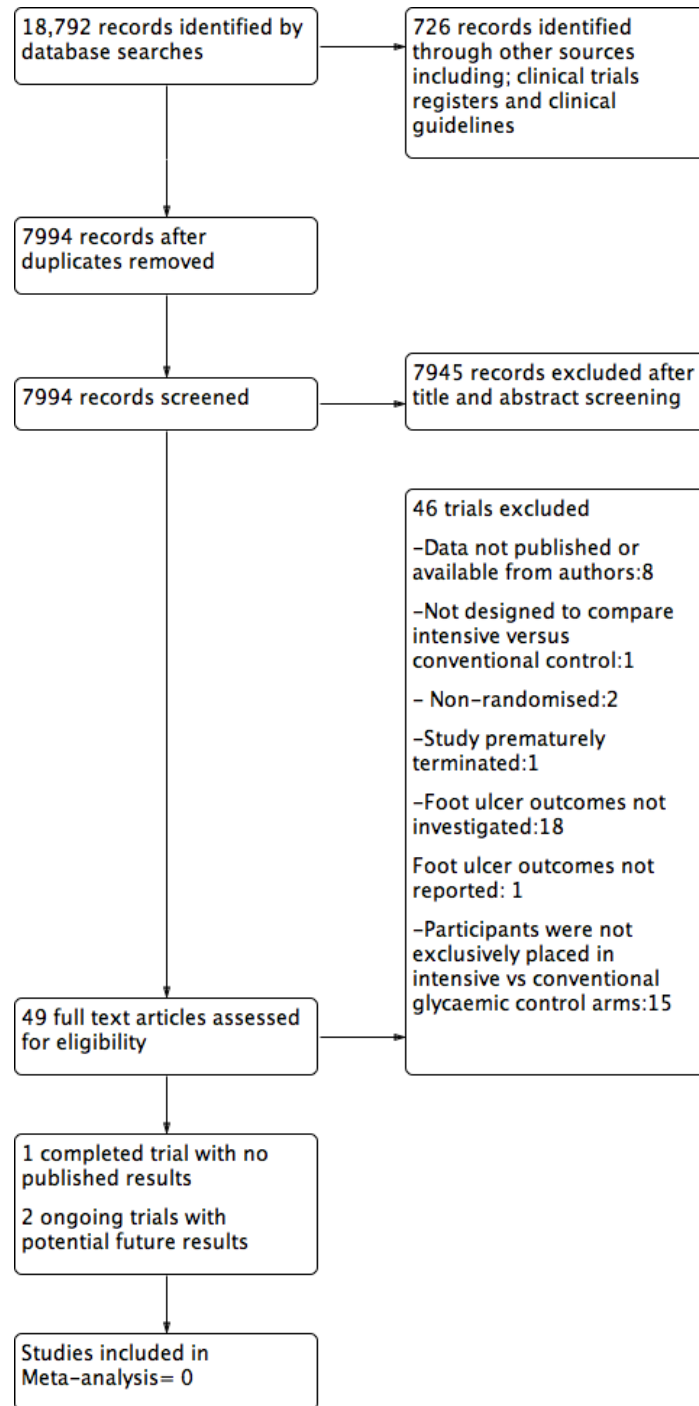 18,792 records identified by
database searches
726 records identified
through other sources
including; clinical trials
registers and clinical
guidelines
7994 records after
duplicates removed
7994 records screened
7945 records excluded after
title and abstract screening
46 trials excluded
-Data not published or
available from authors:8
-Not designed to compare
intensive versus
conventional control:1
- Non-randomised:2
-Study prematurely
terminated:1
-Foot ulcer outcomes not
investigated:18
Foot ulcer outcomes not
reported: 1
-Participants were not
exclusively placed in
intensive vs conventional
glycaemic control arms:15
49 full text articles assessed
for eligibility
1 completed trial with no
published results
2 ongoing trials with
potential future results
Studies included in
Meta-analysis= 0